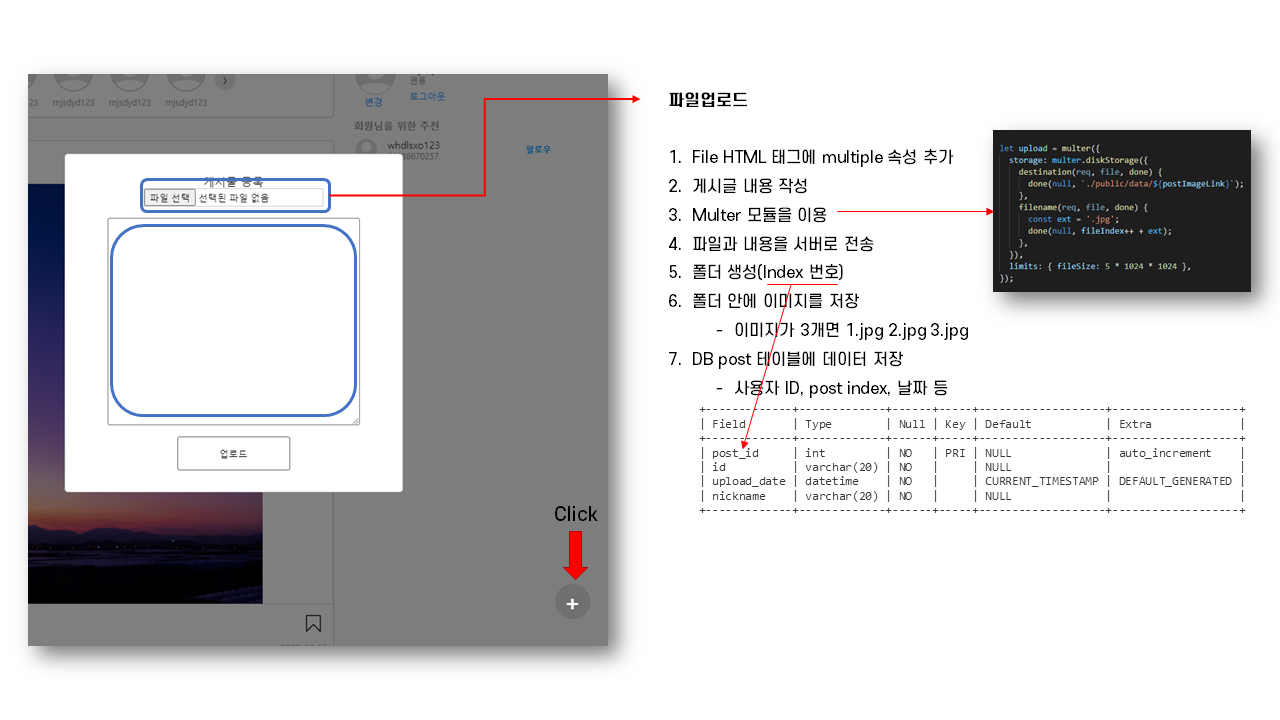 23 mjsdyd123 mjsdyd123 mjsdyd123
권용
변경 로그아웃
회원님을 위한 추천
whdlsxo123
88670257
팔로우
게시물 등록
파일 선택 선택된 파일 없음
업로드
Click
+
파일업로드
1. File HTML 태그에 multiple 속성 추가
2. 게시글 내용 작성
3. Multer 모듈을 이용
4. 파일과 내용을 서버로 전송
5. 폴더 생성(Index 번호)
6. 폴더 안에 이미지를 저장
- 이미지가 3개면 1.jpg 2.jpg 3.jpg
7. DB post 테이블에 데이터 저장
- 사용자 ID, post index, 날짜 등
let upload = multer({
storage: multer.diskStorage({
destination(req, file, done) {
done(null, `./public/data/${postImageLink}`);
},
filename(req, file, done) {
const ext = '.jpg';
done(null, fileIndex++ + ext);
},
}),
limits: { fileSize: 5 * 1024 * 1024 },
});
+------------+-------------+------+-----+-------------------+-------------------+
| Field | Type | Null | Key | Default | Extra |
+------------+-------------+------+-----+-------------------+-------------------+
| post_id | int | NO | PRI | NULL | auto_increment |
| id | varchar(20) | NO | | NULL | |
| upload_date | datetime | NO | | CURRENT_TIMESTAMP | DEFAULT_GENERATED |
| nickname | varchar(20) | NO | | NULL | |
+------------+-------------+------+-----+-------------------+-------------------+